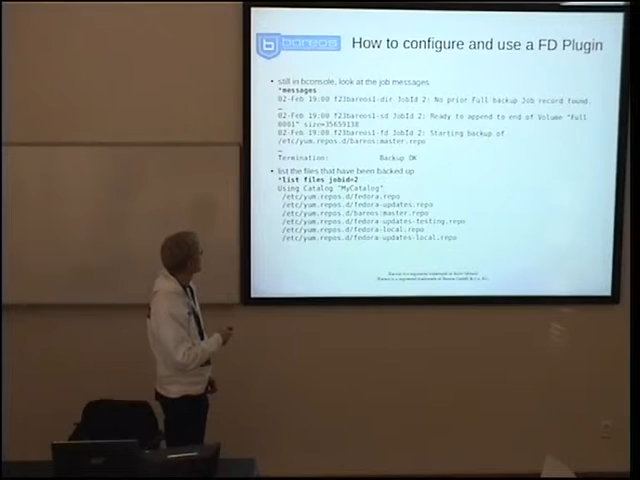 bareos
How to configure and use a FD Plugin
• still in bconsole, look at the job messages
*messages
02-Feb 19:00 f23bareos1-dir JobId 2: No prior Full backup Job record found.
…
02-Feb 19:00 f23bareos1-sd JobId 2: Ready to append to end of Volume "Full
0001" size=35659138
02-Feb 19:00 f23bareos1-fd JobId 2: Starting backup of
/etc/yum.repos.d/bareos:master.repo
…
Termination: Backup OK
• list the files that have been backed up
*list files jobid=2
Using Catalog "MyCatalog"
/etc/yum.repos.d/fedora.repo
/etc/yum.repos.d/fedora-updates.repo
/etc/yum.repos.d/bareos:master.repo
/etc/yum.repos.d/fedora-updates-testing.repo
/etc/yum.repos.d/fedora-local.repo
/etc/yum.repos.d/fedora-updates-local.repo